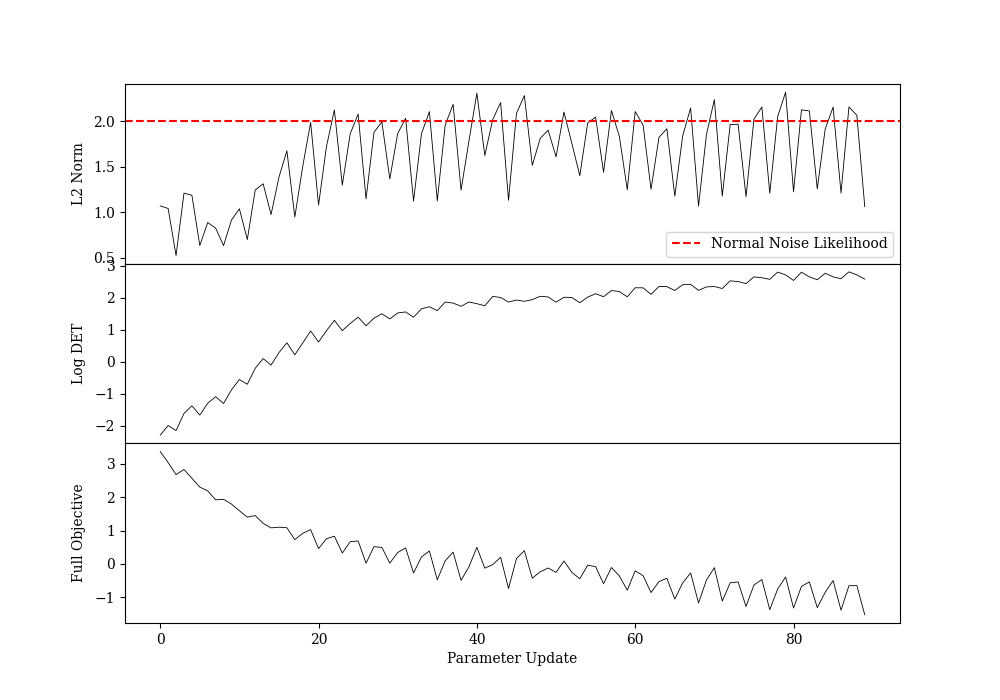 L2 Norm
2.0
1.5
1.0
0.5
Normal Noise Likelihood
Log DET
3
2
1
0
−1
−2
Full Objective
3
2
1
0
−1
0 20 40 60 80
Parameter Update